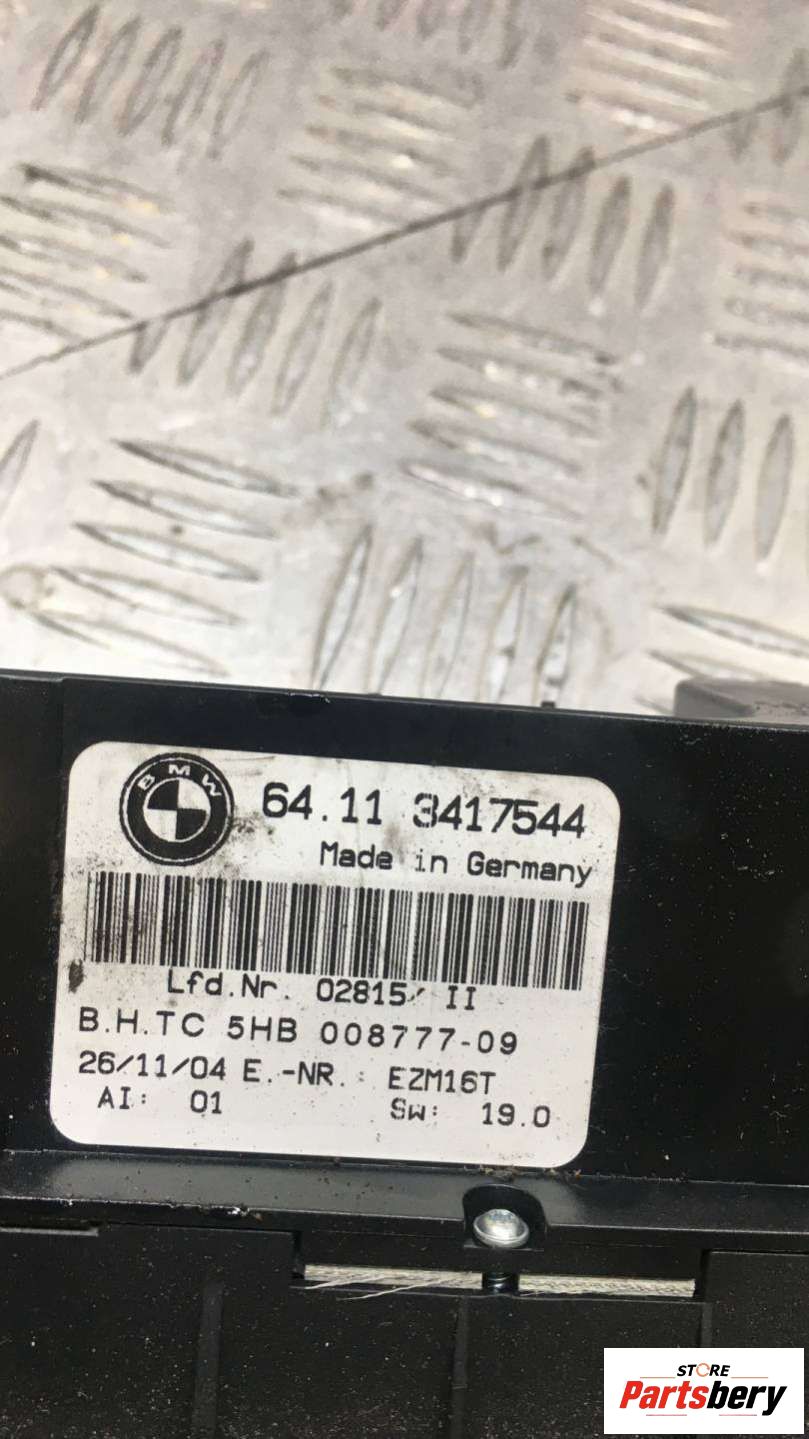 BMW
64.11 3417544
Made in Germany
Lfd.Nr. 02815/ II
B.H.TC 5HB 008777-09
26/11/04 E.-NR.: EZM16T
AI: 01 Sw: 19.0
STORE
Partsbery